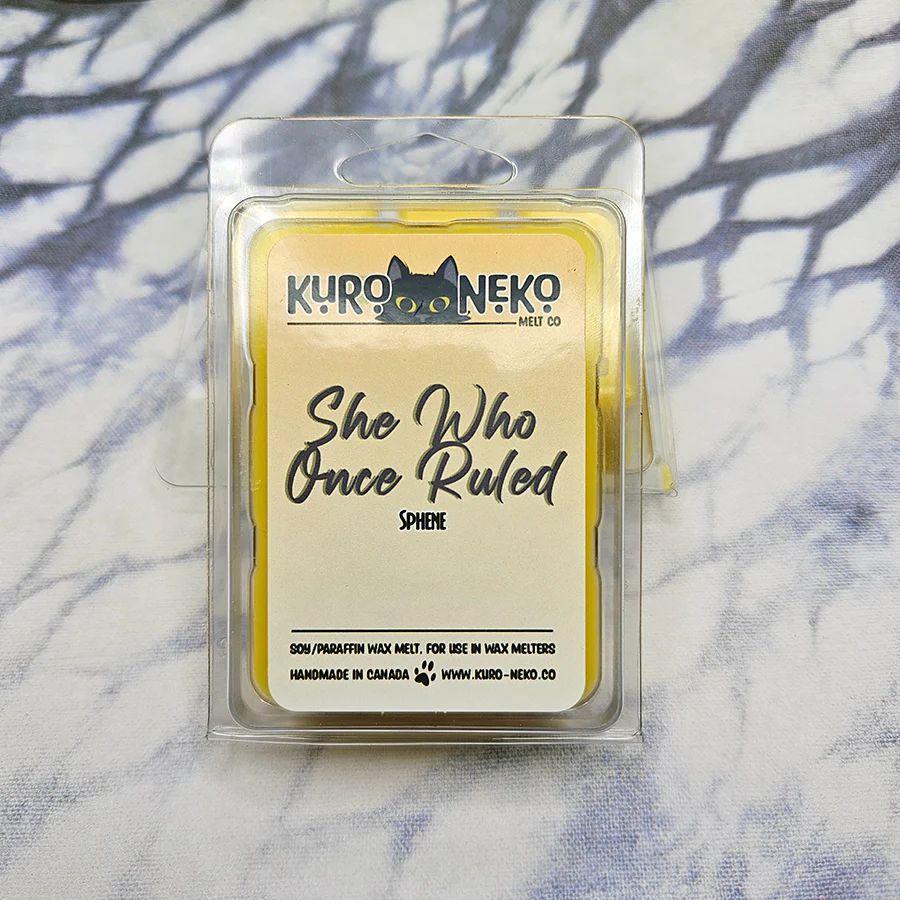 KURO NEKO
MELT CO
She Who
Once Ruled
SPHENE
SOY/PARAFFIN WAX MELT, FOR USE IN WAX MELTERS
HANDMADE IN CANADA WWW.KURO-NEKO.CO